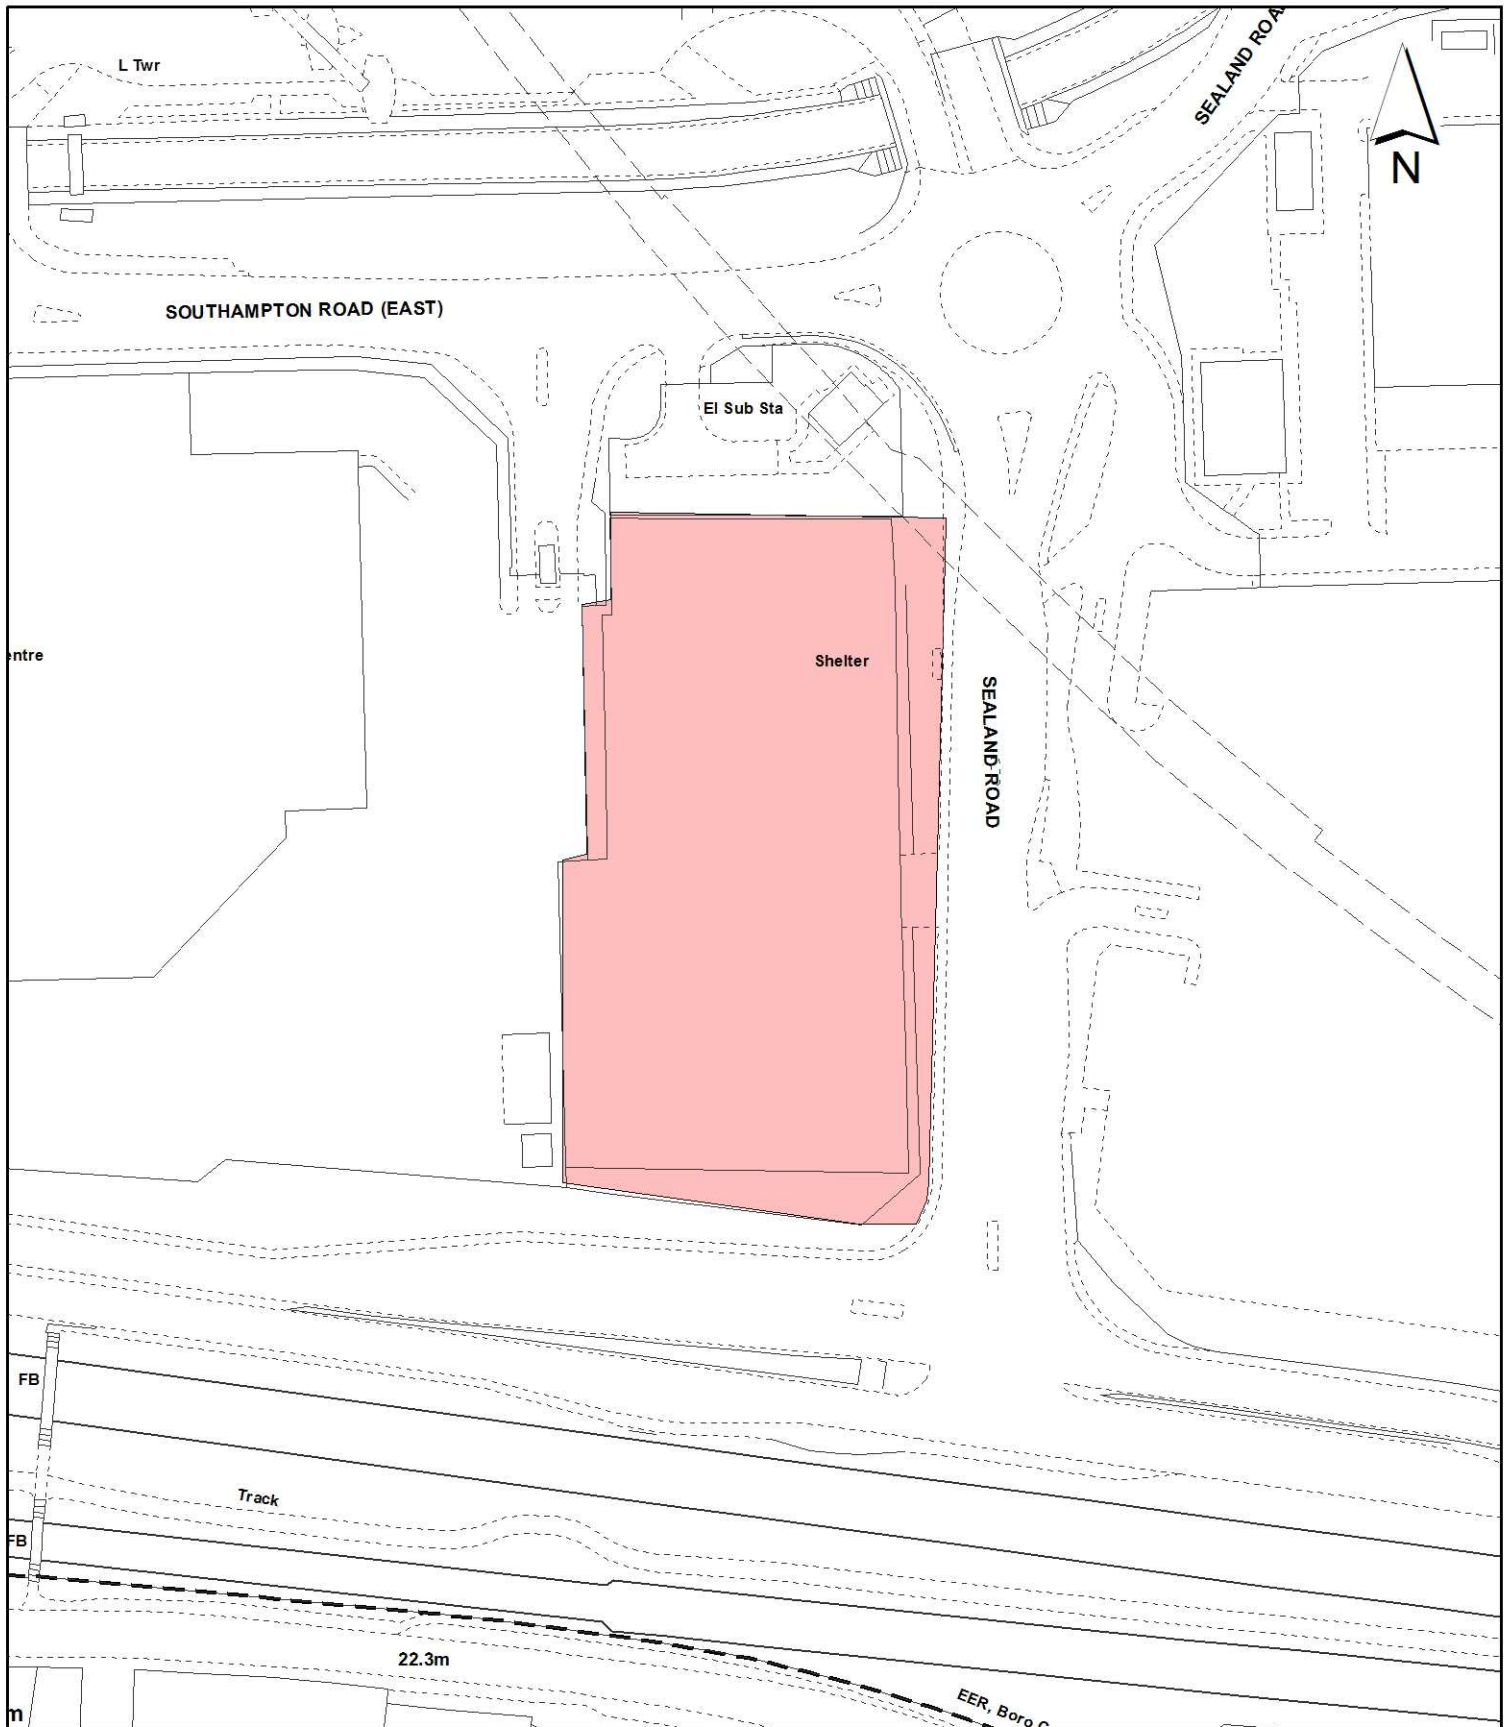 L Twr
SEALAND ROA
N
SOUTHAMPTON ROAD (EAST)
El Sub Sta
entre
Shelter
SEALAND ROAD
FB
Track
FB
22.3m
EER, Boro C
m